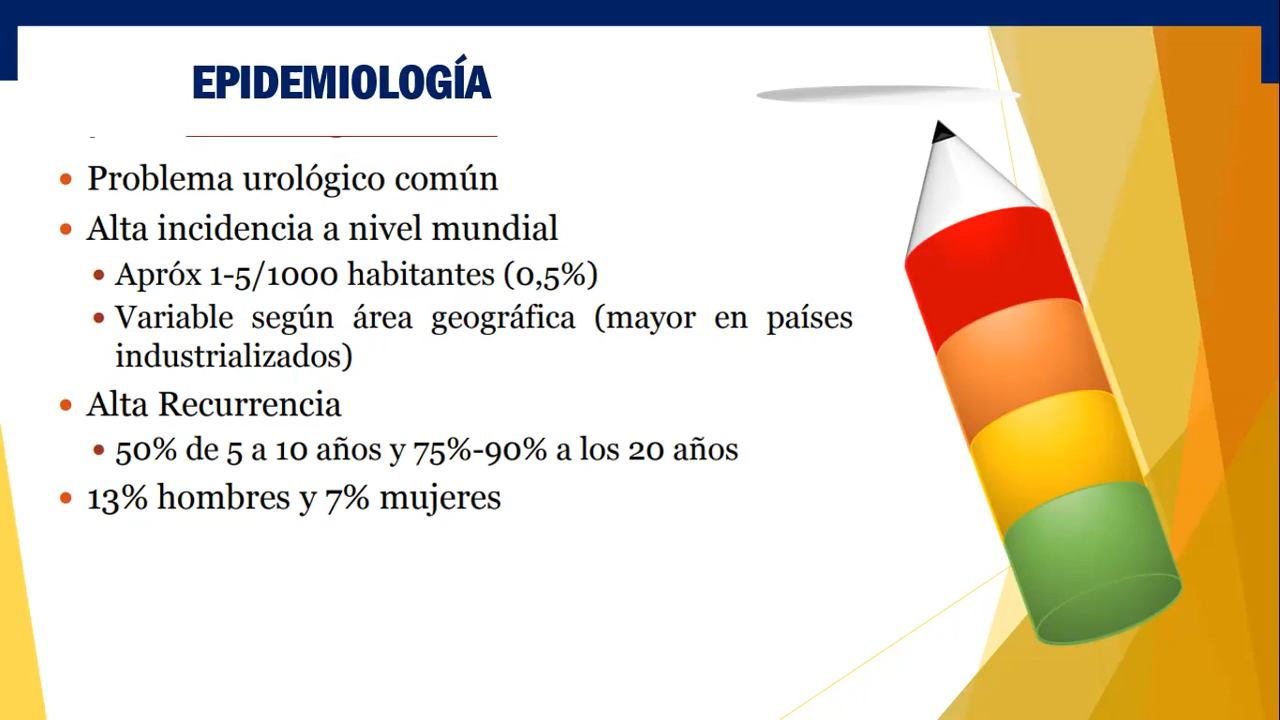 EPIDEMIOLOGÍA
• Problema urológico común
• Alta incidencia a nivel mundial
• Apróx 1-5/1000 habitantes (0,5%)
• Variable según área geográfica (mayor en países
industrializados)
• Alta Recurrencia
• 50% de 5 a 10 años y 75%-90% a los 20 años
• 13% hombres y 7% mujeres